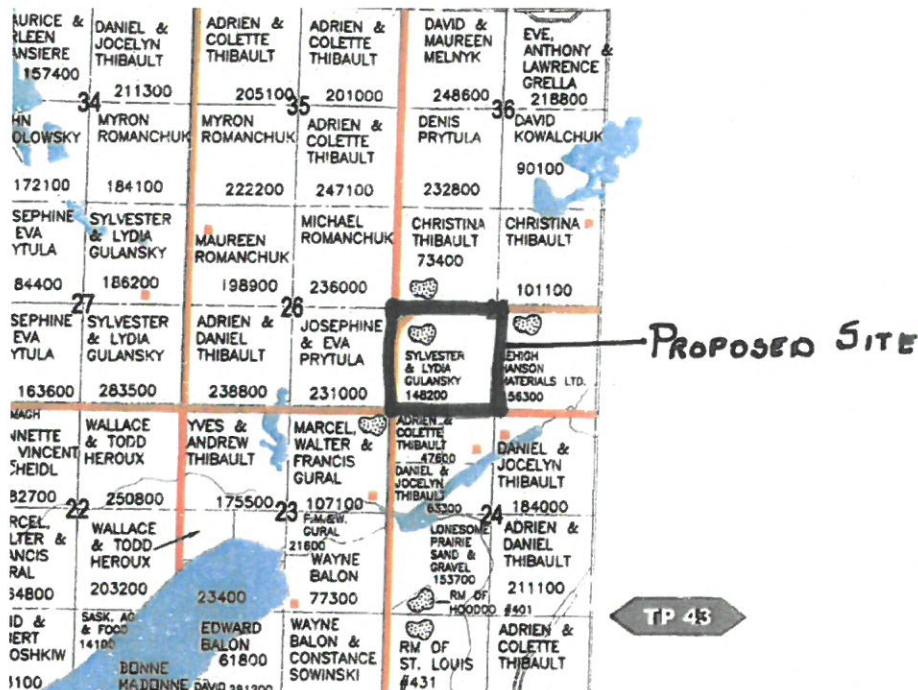 AURICE &
RLEEN
ANSIERE
157400
DANIEL &
JOCELYN
THIBAULT
211300
ADRIEN &
COLETTE
THIBAULT
205100
ADRIEN &
COLETTE
THIBAULT
201000
DAVID &
MAUREEN
MELNYK
248600
EVE,
ANTHONY &
LAWRENCE
GRELLA
218800
34
35
36
HN
OLOWSKY
172100
MYRON
ROMANCHUK
184100
MYRON
ROMANCHUK
222200
ADRIEN &
COLETTE
THIBAULT
247100
DENIS
PRYTULA
232800
DAVID
KOWALCHUK
90100
SEPHINE
EVA
YTULA
84400
SYLVESTER
& LYDIA
GULANSKY
186200
MAUREEN
ROMANCHUK
198900
MICHAEL
ROMANCHUK
236000
CHRISTINA
THIBAULT
73400
CHRISTINA
THIBAULT
101100
27
26
SEPHINE
EVA
YTULA
163600
SYLVESTER
& LYDIA
GULANSKY
283500
ADRIEN &
DANIEL
THIBAULT
238800
JOSEPHINE
& EVA
PRYTULA
231000
SYLVESTER
& LYDIA
GULANSKY
148200
LEHIGH
HANSON
MATERIALS LTD.
156300
PROPOSED SITE
MAGH
NNETTE
VINCENT
SHEIDL
82700
WALLACE
& TODD
HEROUX
250800
YVES &
ANDREW
THIBAULT
175500
MARCEL,
WALTER &
FRANCIS
GURAL
107100
ADRIEN &
COLETTE
THIBAULT
47600
DANIEL &
JOCELYN
THIBAULT
63300
DANIEL &
JOCELYN
THIBAULT
184000
22
23
24
RCEL,
LTER &
ANCIS
RAL
64800
WALLACE
& TODD
HEROUX
203200
23400
F.M.&W.
GURAL
21600
WAYNE
BALON
77300
LONESOME
PRAIRIE
SAND &
GRAVEL
153700
RM OF
HOODOO #401
ADRIEN &
DANIEL
THIBAULT
211100
TP 43
ID &
BERT
OSHKIW
3100
SASK. AG
& FOOD
14100
BONNE
MADONNE
EDWARD
BALON
61800
DAVID
WAYNE
BALON &
CONSTANCE
SOWINSKI
RM OF
ST. LOUIS
#431
ADRIEN &
COLETTE
THIBAULT